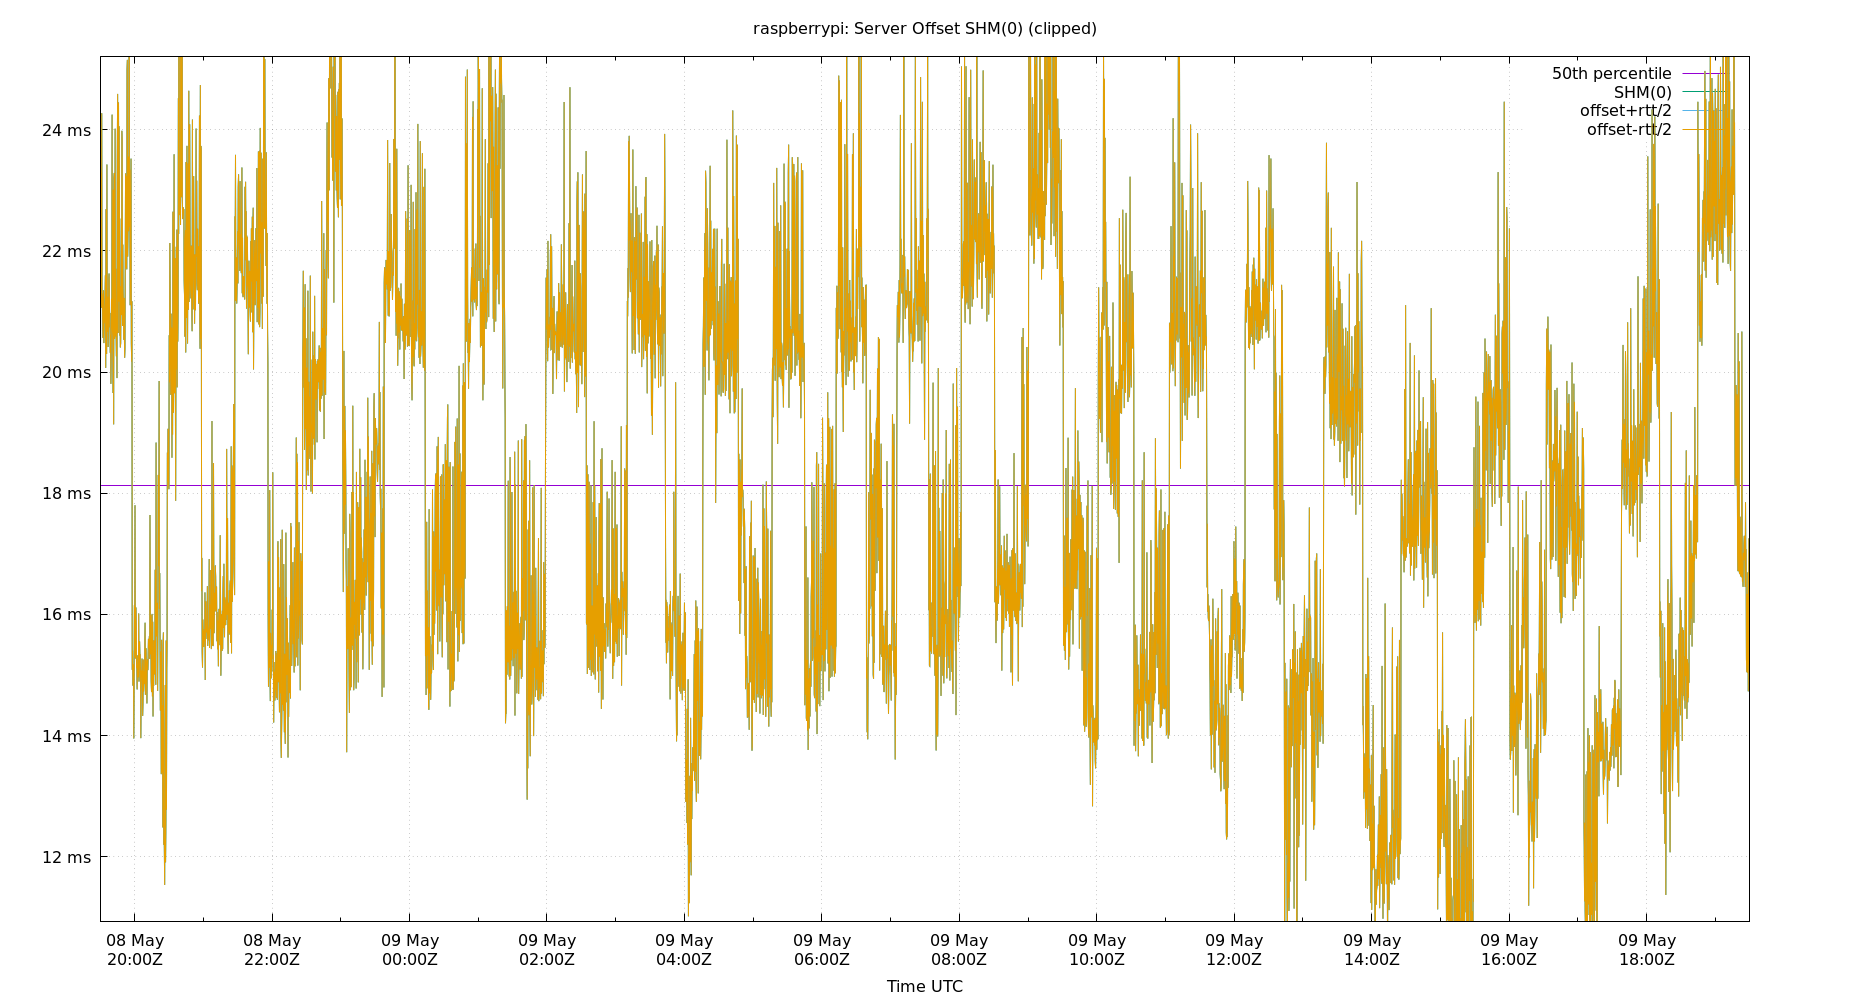 raspberrypi: Server Offset SHM(0) (clipped)
50th percentile
SHM(0)
offset+rtt/2
offset-rtt/2
24 ms
22 ms
20 ms
18 ms
16 ms
14 ms
12 ms
08 May 08 May 09 May 09 May 09 May 09 May 09 May 09 May 09 May 09 May 09 May 09 May
20:00Z 22:00Z 00:00Z 02:00Z 04:00Z 06:00Z 08:00Z 10:00Z 12:00Z 14:00Z 16:00Z 18:00Z
Time UTC